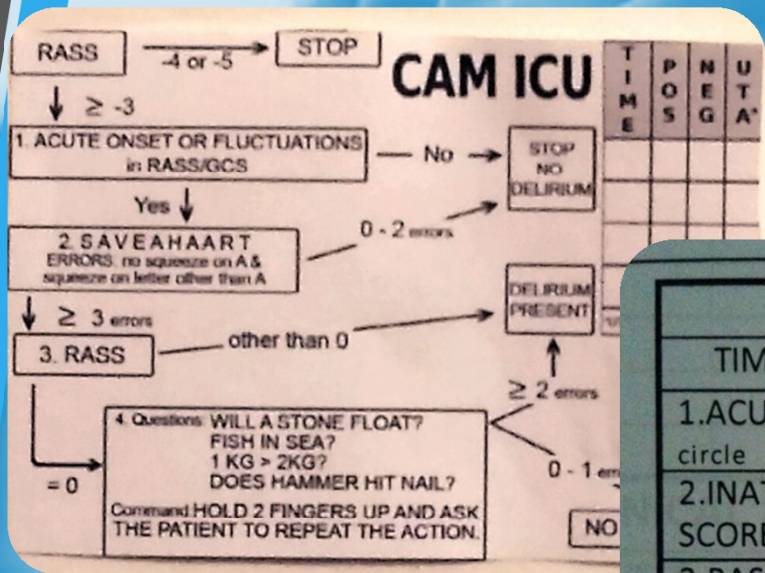 RASS
-4 or -5
STOP
CAM ICU
≥ -3
1. ACUTE ONSET OR FLUCTUATIONS
in RASS/GCS
No
STOP
NO
DELIRIUM
Yes
2. SAVEAHAART
ERRORS: no squeeze on A &
squeeze on letter other than A
0 - 2 errors
≥ 3 errors
3. RASS
other than 0
DELIRIUM
PRESENT
≥ 2 errors
= 0
4. Questions: WILL A STONE FLOAT?
FISH IN SEA?
1 KG > 2KG?
DOES HAMMER HIT NAIL?
Command: HOLD 2 FINGERS UP AND ASK
THE PATIENT TO REPEAT THE ACTION.
0 - 1 err
NO
TIME
POS
NEG
UTA*
TIM
1.ACU
circle
2.INAT
SCORE